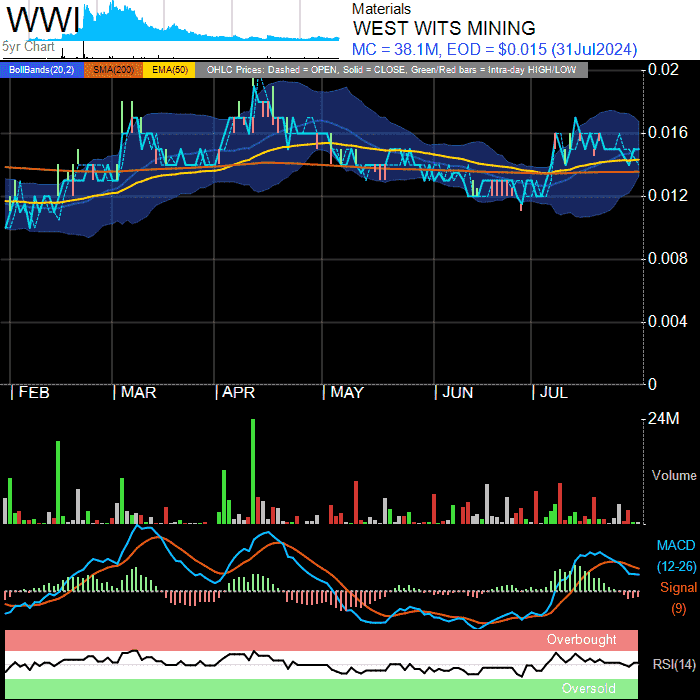 WWI
5yr Chart
Materials
WEST WITS MINING
MC = 38.1M, EOD = $0.015 (31Jul2024)
BollBands(20,2) SMA(200) EMA(50) OHLC Prices: Dashed = OPEN, Solid = CLOSE, Green/Red bars = Intra-day HIGH/LOW
0.02
0.016
0.012
0.008
0.004
0
FEB MAR APR MAY JUN JUL
24M
Volume
MACD
(12-26)
Signal
(9)
Overbought
RSI(14)
Oversold